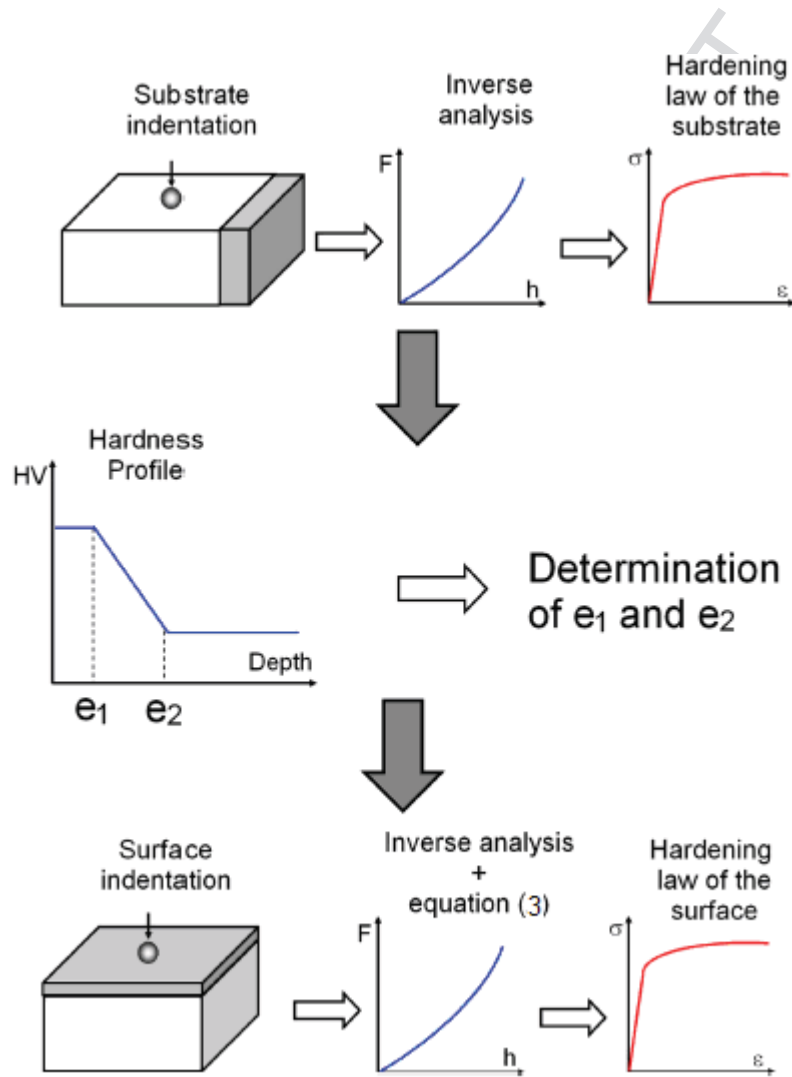 Substrate
indentation
Inverse
analysis
Hardening
law of the
substrate
F
h
σ
ε
Hardness
Profile
HV
Depth
e1
e2
Determination
of e1 and e2
Surface
indentation
Inverse analysis
+
equation (3)
Hardening
law of the
surface
F
h
σ
ε